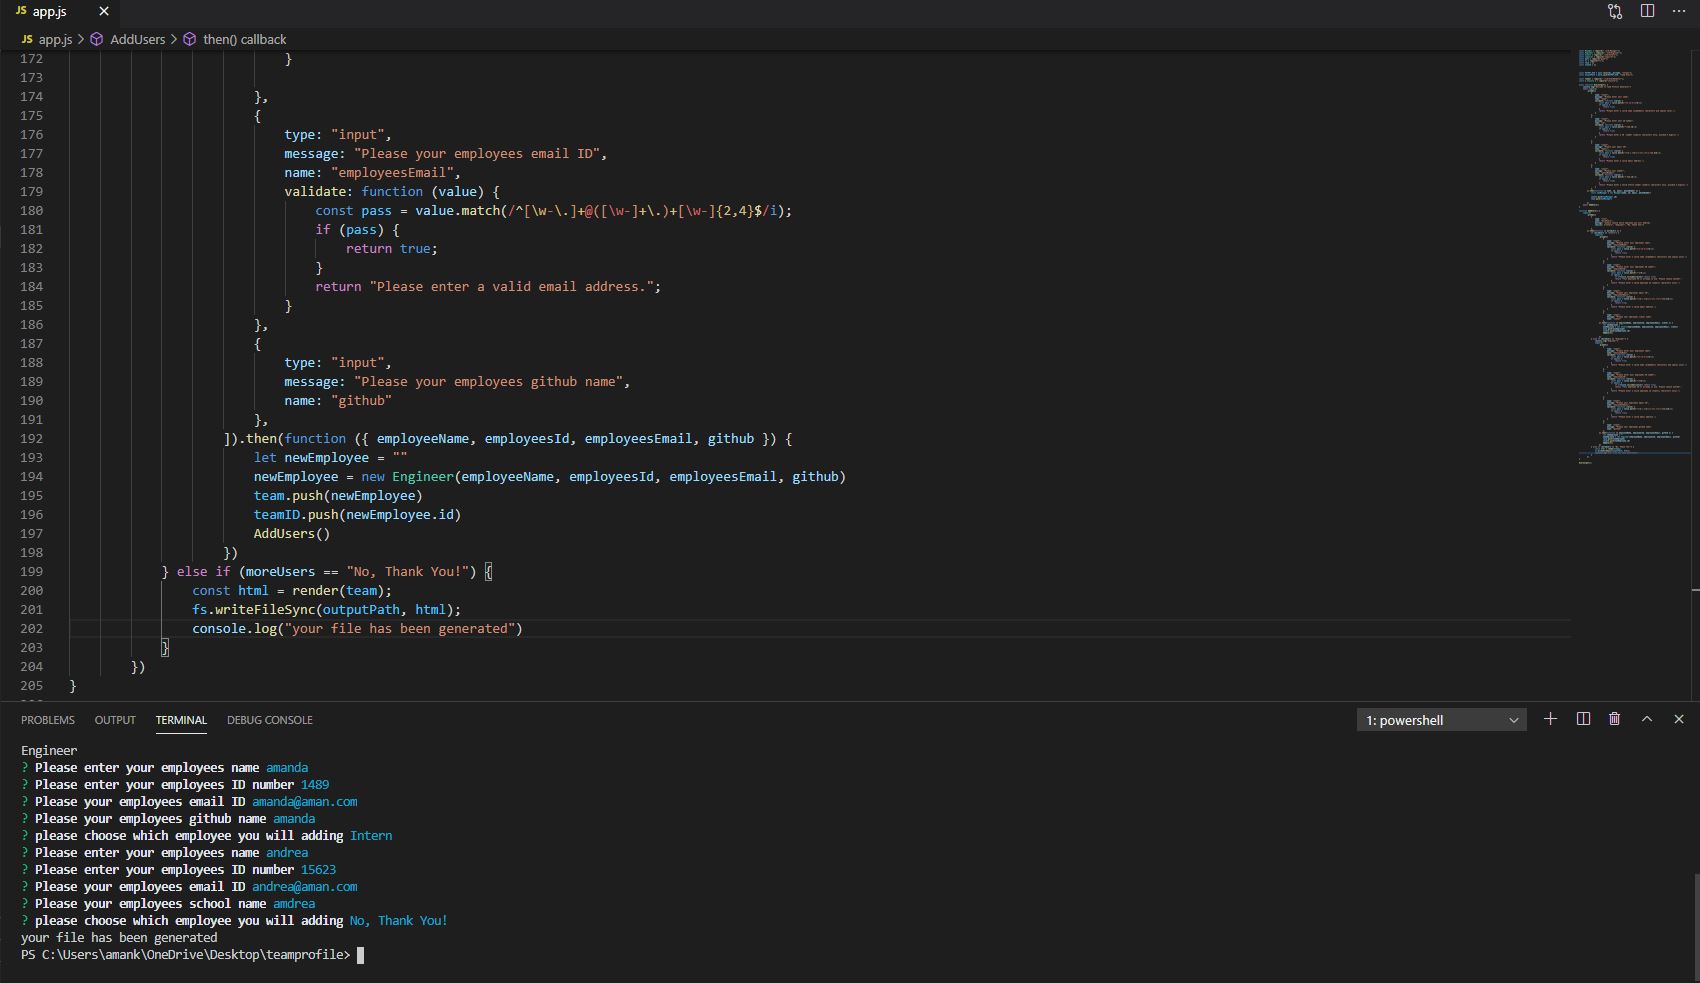 JS app.js ×
JS app.js > AddUsers > then() callback
172 }
173
174 },
175 {
176 type: "input",
177 message: "Please your employees email ID",
178 name: "employeesEmail",
179 validate: function (value) {
180 const pass = value.match(/^[\w-\.]+@([\w-]+\.)+[\w-]{2,4}$/i);
181 if (pass) {
182 return true;
183 }
184 return "Please enter a valid email address.";
185 }
186 },
187 {
188 type: "input",
189 message: "Please your employees github name",
190 name: "github"
191 },
192 ]).then(function ({ employeeName, employeesId, employeesEmail, github }) {
193 let newEmployee = ""
194 newEmployee = new Engineer(employeeName, employeesId, employeesEmail, github)
195 team.push(newEmployee)
196 teamID.push(newEmployee.id)
197 AddUsers()
198 })
199 } else if (moreUsers == "No, Thank You!") {
200 const html = render(team);
201 fs.writeFileSync(outputPath, html);
202 console.log("your file has been generated")
203 }
204 })
205 }
PROBLEMS OUTPUT TERMINAL DEBUG CONSOLE 1: powershell
Engineer
? Please enter your employees name amanda
? Please enter your employees ID number 1489
? Please your employees email ID amanda@aman.com
? Please your employees github name amanda
? please choose which employee you will adding Intern
? Please enter your employees name andrea
? Please enter your employees ID number 15623
? Please your employees email ID andrea@aman.com
? Please your employees school name amdrea
? please choose which employee you will adding No, Thank You!
your file has been generated
PS C:\Users\amank\OneDrive\Desktop\teamprofile>